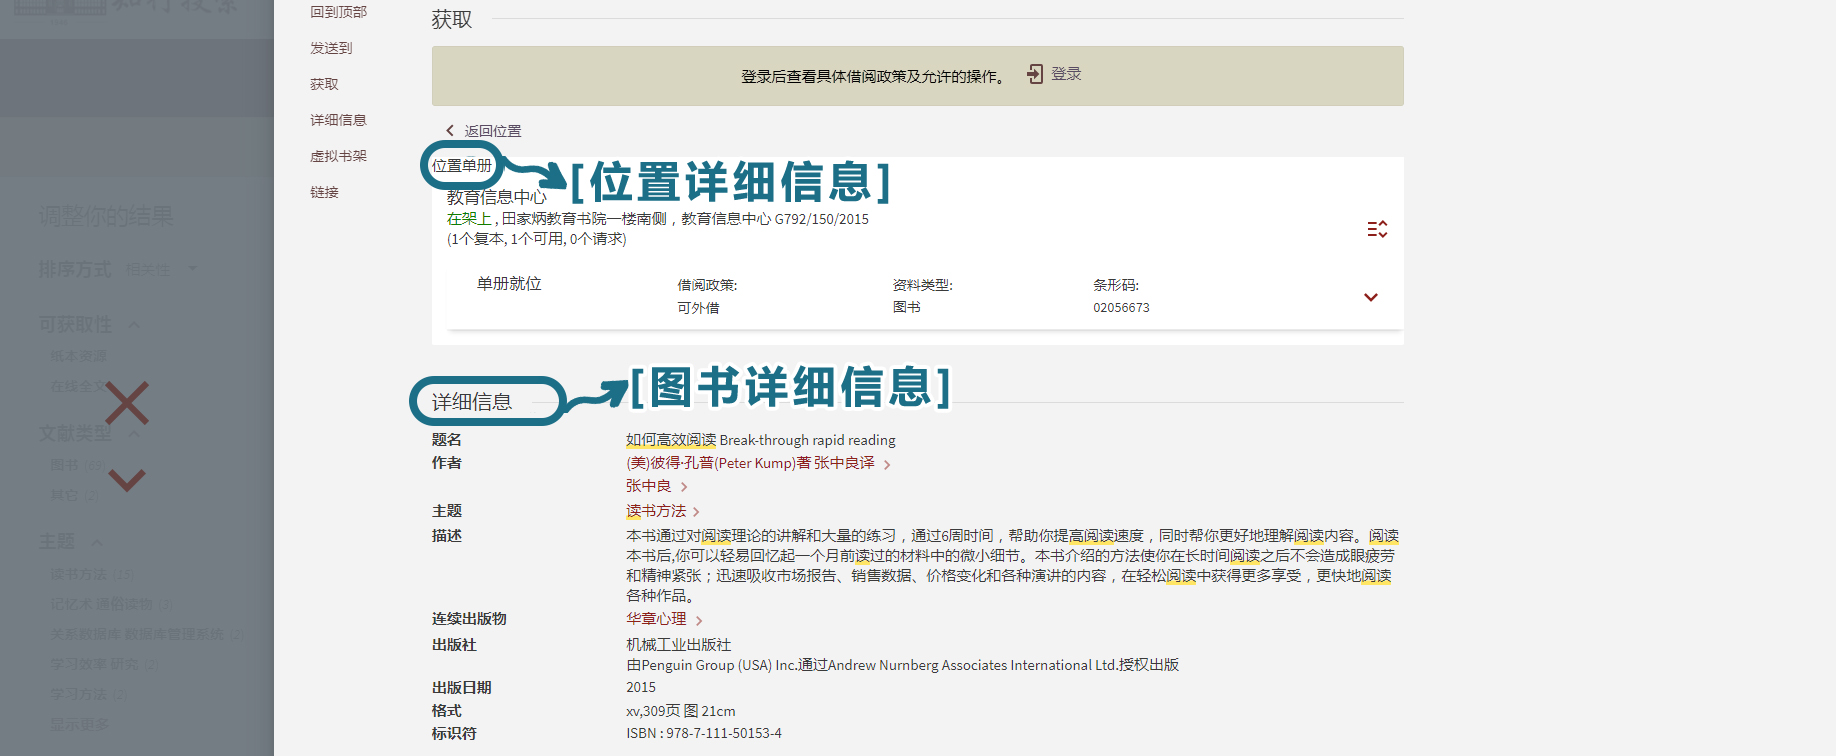 回到顶部
发送到
获取
详细信息
虚拟书架
链接
调整你的结果
排序方式 相关性
可获取性
纸本资源
在线全文
文献类型
图书
其它 (2)
主题
读书方法
记忆术 通俗读物
关系数据库 数据库管理系统 (2)
学习效率 研究 (2)
学习方法 (2)
显示更多
获取
登录后查看具体借阅政策及允许的操作。 登录
返回位置
位置单册
[位置详细信息]
教育信息中心
在架上 , 田家炳教育书院一楼南侧，教育信息中心 G792/150/2015
(1个复本, 1个可用, 0个请求)
单册就位
借阅政策:
可外借
资料类型:
图书
条形码:
02056673
[图书详细信息]
详细信息
题名 如何高效阅读 Break-through rapid reading
作者 (美)彼得·孔普(Peter Kump)著 张中良译
张中良
主题 读书方法
描述 本书通过对阅读理论的讲解和大量的练习，通过6周时间，帮助你提高阅读速度，同时帮你更好地理解阅读内容。阅读
本书后,你可以轻易回忆起一个月前读过的材料中的微小细节。本书介绍的方法使你在长时间阅读之后不会造成眼疲劳
和精神紧张；迅速吸收市场报告、销售数据、价格变化和各种演讲的内容，在轻松阅读中获得更多享受，更快地阅读
各种作品。
连续出版物 华章心理
出版社 机械工业出版社
由Penguin Group (USA) Inc.通过Andrew Nurnberg Associates International Ltd.授权出版
出版日期 2015
格式 xv,309页 图 21cm
标识符 ISBN : 978-7-111-50153-4